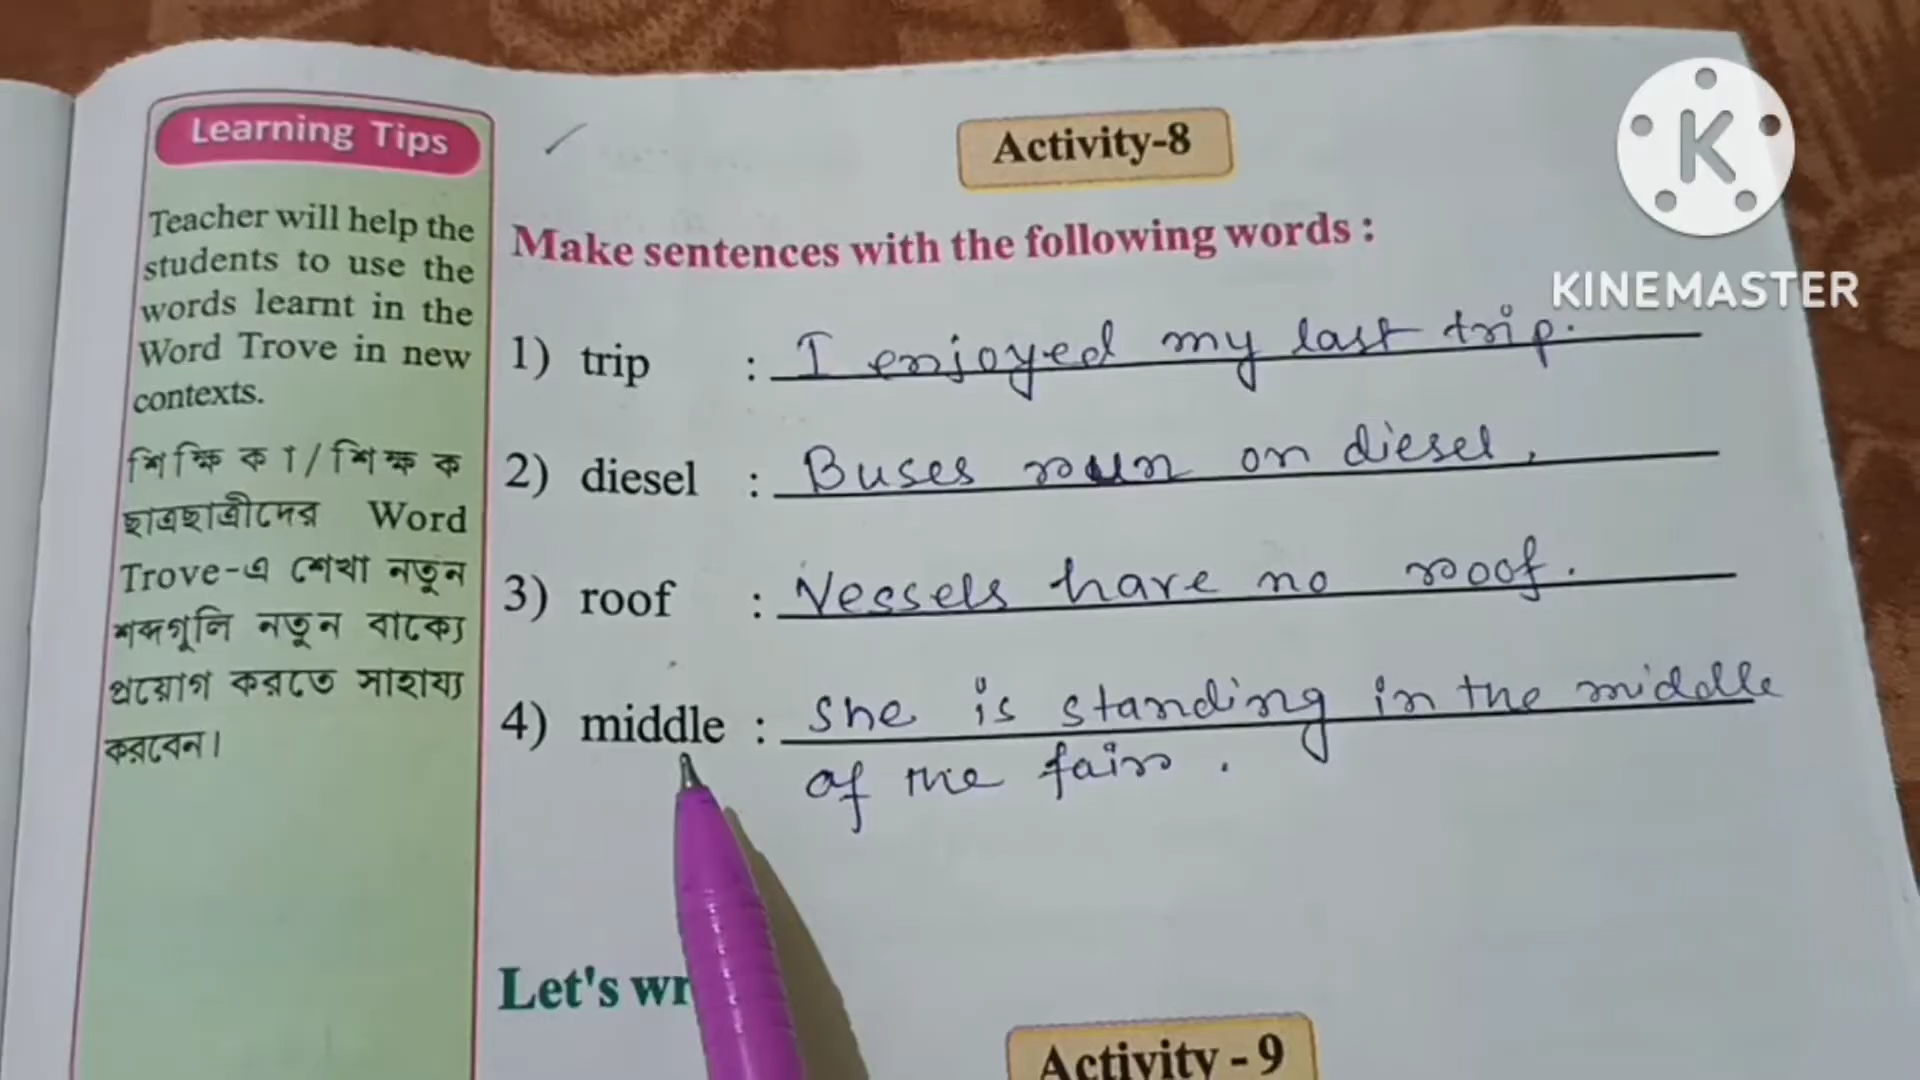 Learning Tips
Teacher will help the
students to use the
words learnt in the
Word Trove in new
contexts.
শিক্ষিকা/শিক্ষক
ছাত্রছাত্রীদের Word
Trove-এ শেখা নতুন
শব্দগুলি নতুন বাক্যে
প্রয়োগ করতে সাহায্য
করবেন।
Activity-8
Make sentences with the following words :
1) trip : I enjoyed my last trip.
2) diesel : Buses run on diesel.
3) roof : Vessels have no roof.
4) middle : She is standing in the middle
of the fair.
Let's wr
Activity - 9
K
KINEMASTER